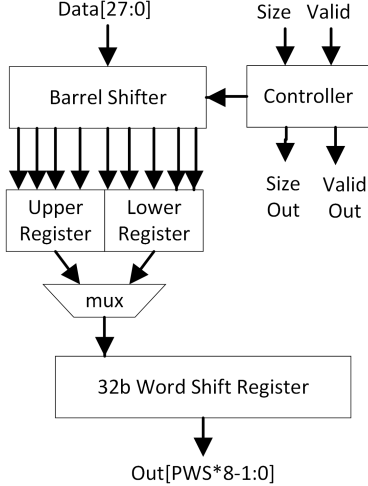 Data[27:0]
Size Valid
Barrel Shifter
Controller
Size
Out
Valid
Out
Upper
Register
Lower
Register
mux
32b Word Shift Register
Out[PWS*8-1:0]